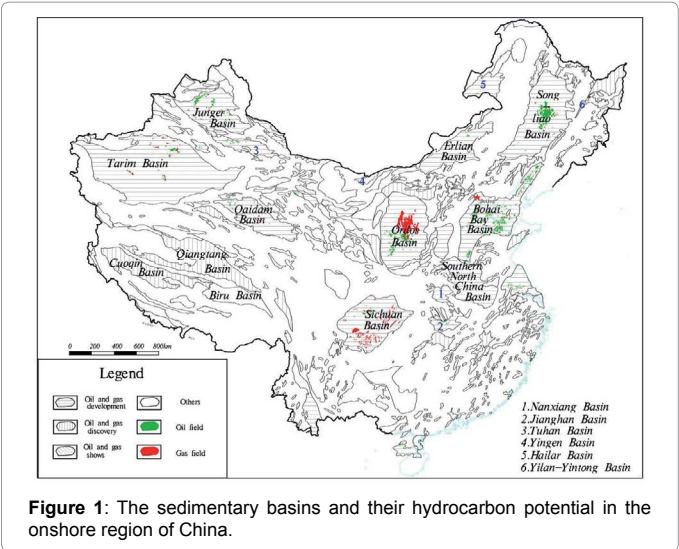 5
Song
liao
Basin
6
Junger
Basin
3
Erlian
Basin
Tarim Basin
4
Qaidam
Basin
Ordos
Basin
Bohai
Bay
Basin
Qiangtang
Basin
Cuoqin
Basin
Biru Basin
Southern
North
China
Basin
1
Sichuan
Basin
2
0 200 400 600 800km
Legend
Oil and gas
development
Others
Oil and gas
discovery
Oil field
Oil and gas
shows
Gas field
1.Nanxiang Basin
2.Jianghan Basin
3.Tuhan Basin
4.Yingen Basin
5.Hailar Basin
6.Yilan-Yintong Basin
Figure 1: The sedimentary basins and their hydrocarbon potential in the
onshore region of China.